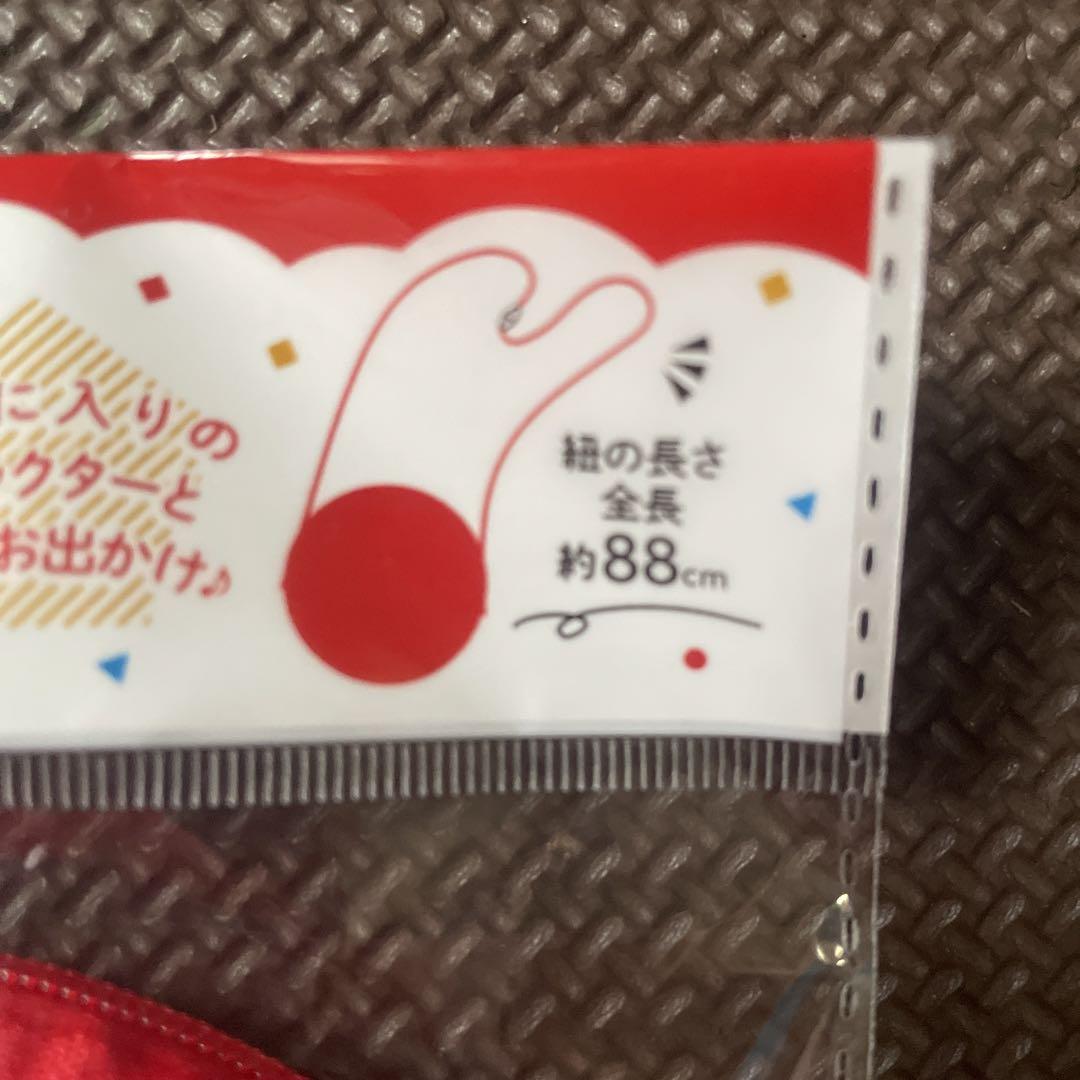 に入りの
クターと
お出かけ♪
紐の長さ
全長
約88cm